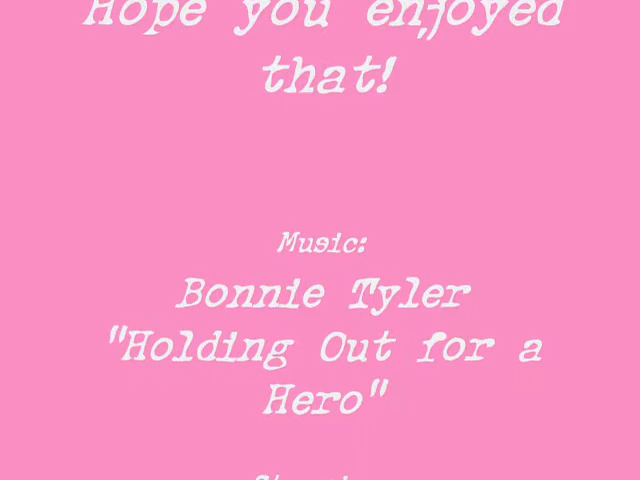 Hope you enjoyed
that!
Music:
Bonnie Tyler
"Holding Out for a
Hero"